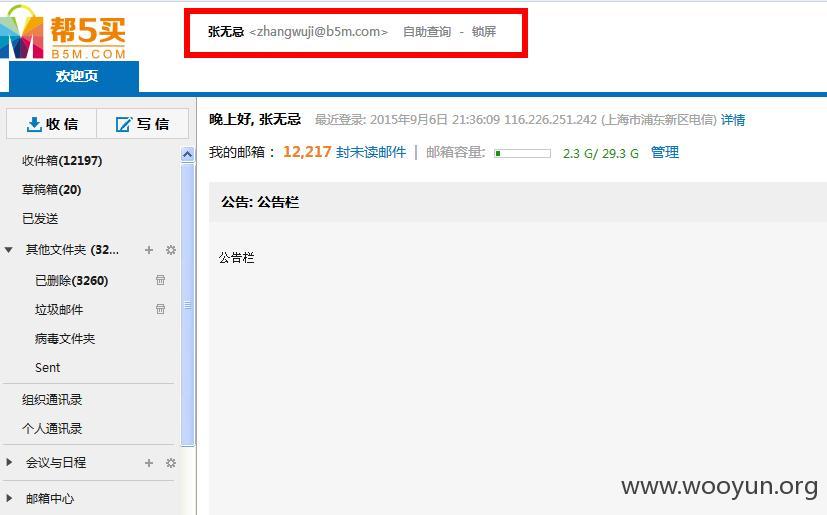 帮5买
B5M.COM
张无忌 <zhangwuji@b5m.com> 自助查询 - 锁屏
欢迎页
收 信 写 信
晚上好, 张无忌 最近登录: 2015年9月6日 21:36:09 116.226.251.242 (上海市浦东新区电信) 详情
我的邮箱： 12,217 封未读邮件 | 邮箱容量: 2.3 G/ 29.3 G 管理
收件箱(12197)
草稿箱(20)
已发送
其他文件夹 (32...
已删除(3260)
垃圾邮件
病毒文件夹
Sent
组织通讯录
个人通讯录
会议与日程
邮箱中心
公告: 公告栏
公告栏
www.wooyun.org